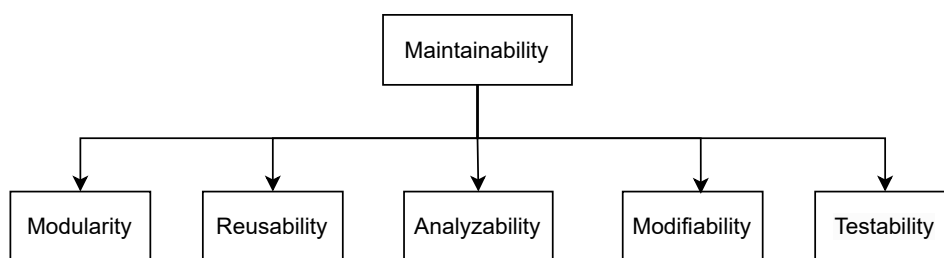 Maintainability
Modularity
Reusability
Analyzability
Modifiability
Testability